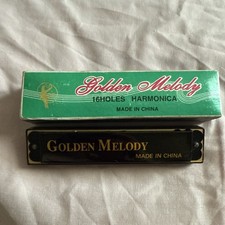 Golden Melody
16HOLES HARMONICA
MADE IN CHINA
GOLDEN MELODY
MADE IN CHINA